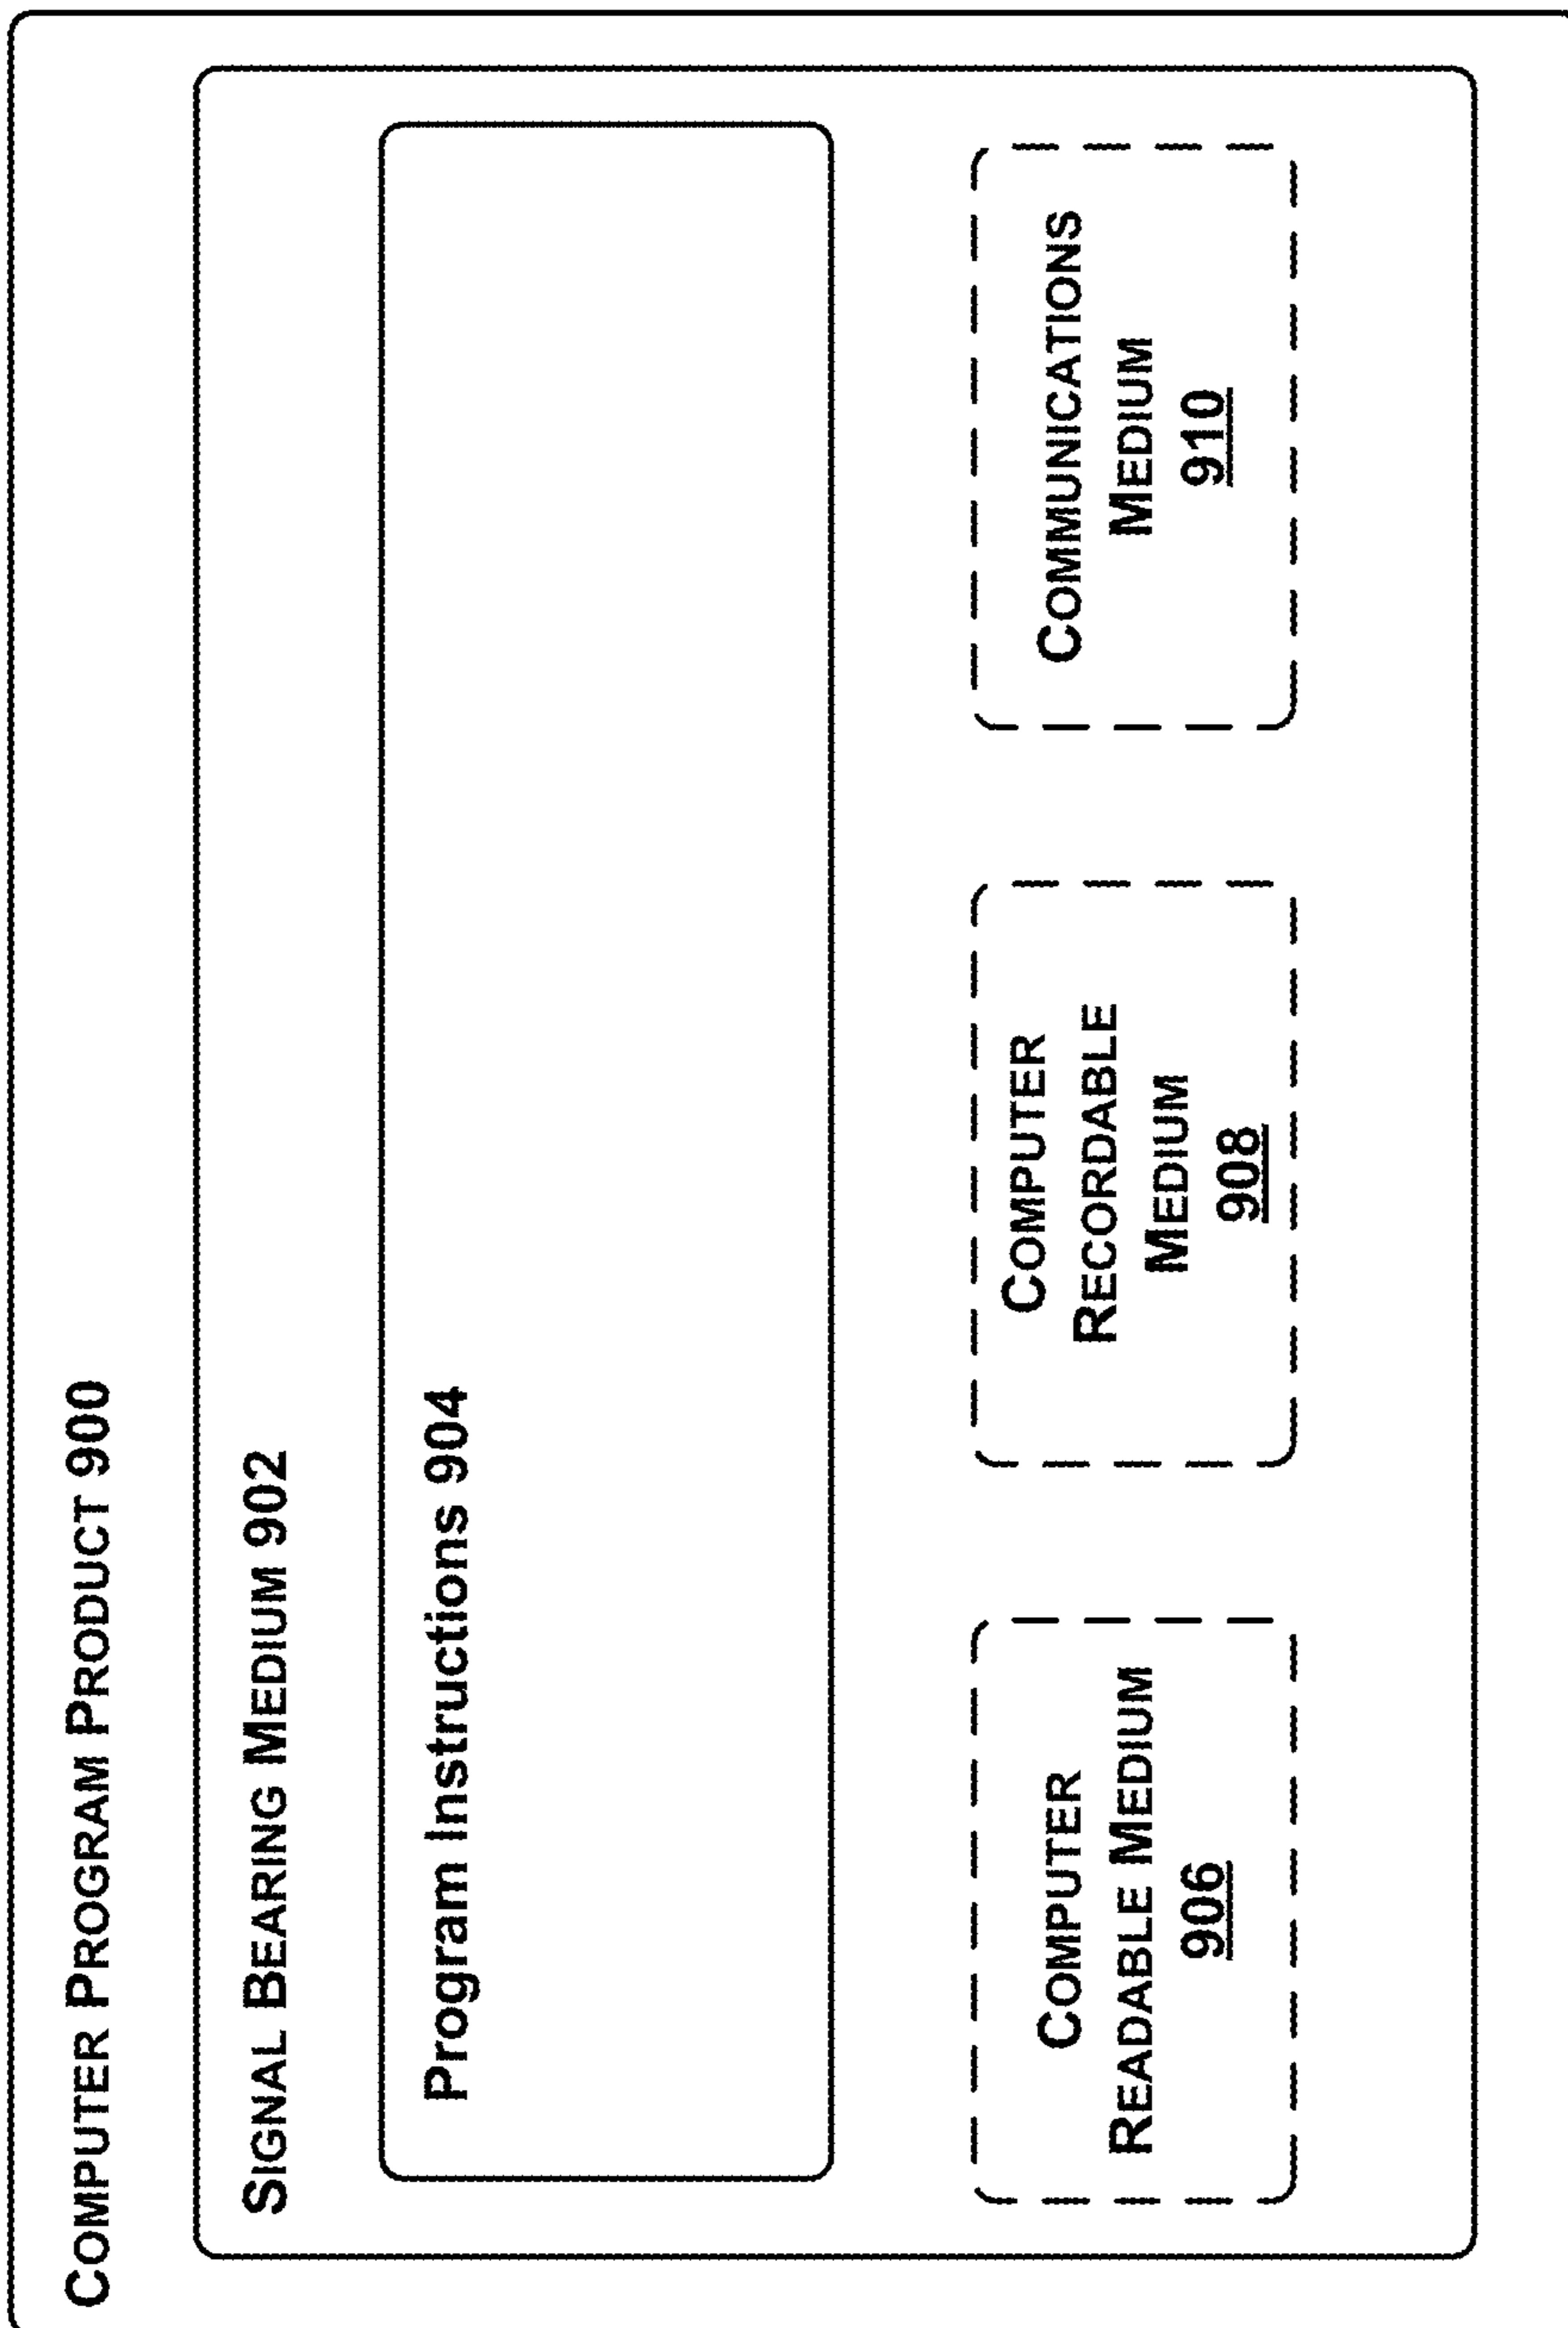 COMPUTER PROGRAM PRODUCT 900
SIGNAL BEARING MEDIUM 902
Program Instructions 904
COMPUTER
READABLE MEDIUM
906
COMPUTER
RECORDABLE
MEDIUM
908
COMMUNICATIONS
MEDIUM
910